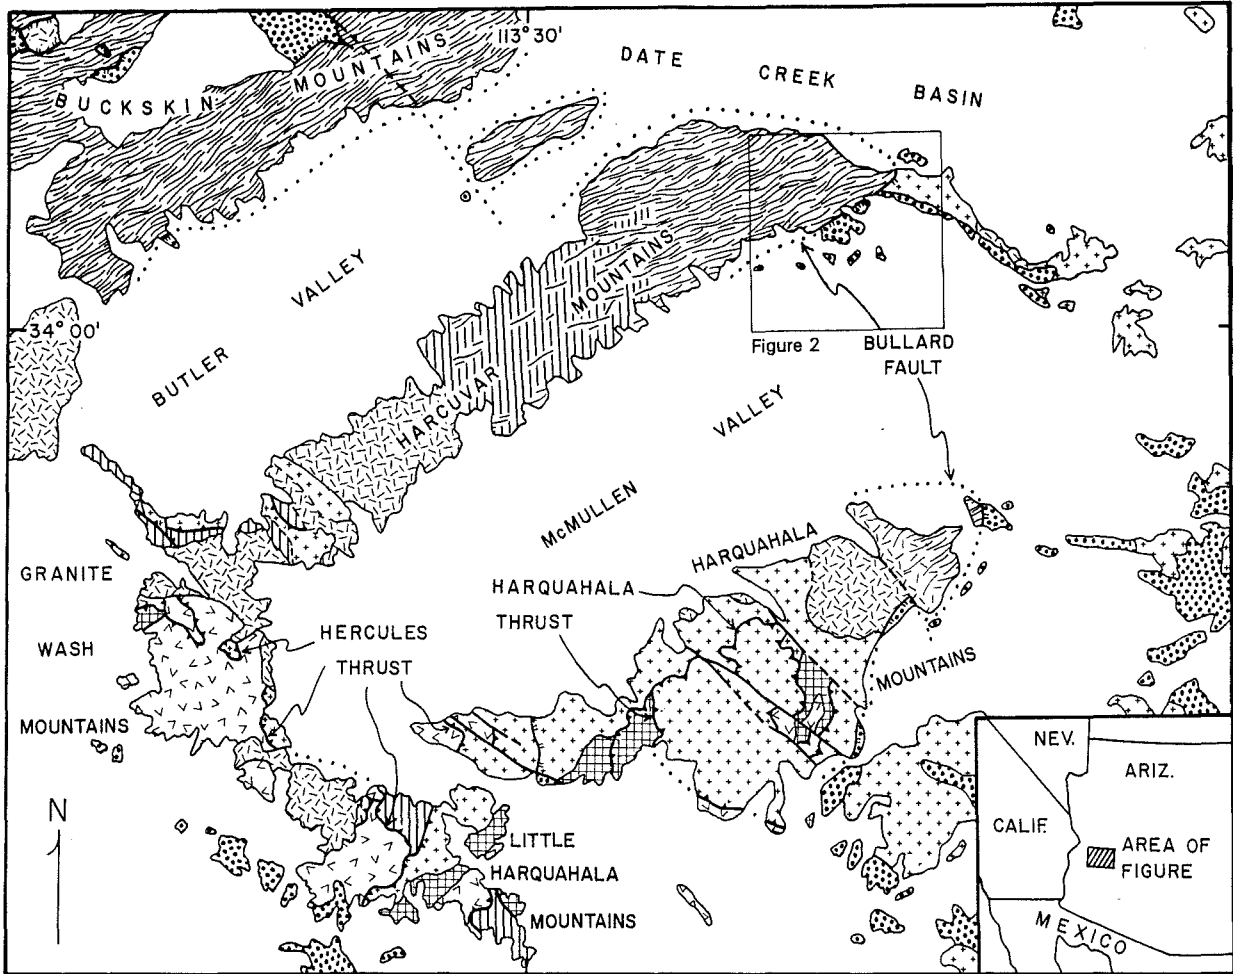 113°30'
DATE CREEK BASIN
BUCKSKIN MOUNTAINS
34°00'
BUTLER VALLEY
HARCUVAR MOUNTAINS
Figure 2
BULLARD
FAULT
McMULLEN VALLEY
GRANITE
WASH
MOUNTAINS
HERCULES
THRUST
HARQUAHALA
THRUST
HARQUAHALA MOUNTAINS
LITTLE
HARQUAHALA
MOUNTAINS
N
NEV.
ARIZ.
CALIF.
AREA OF
FIGURE
MEXICO